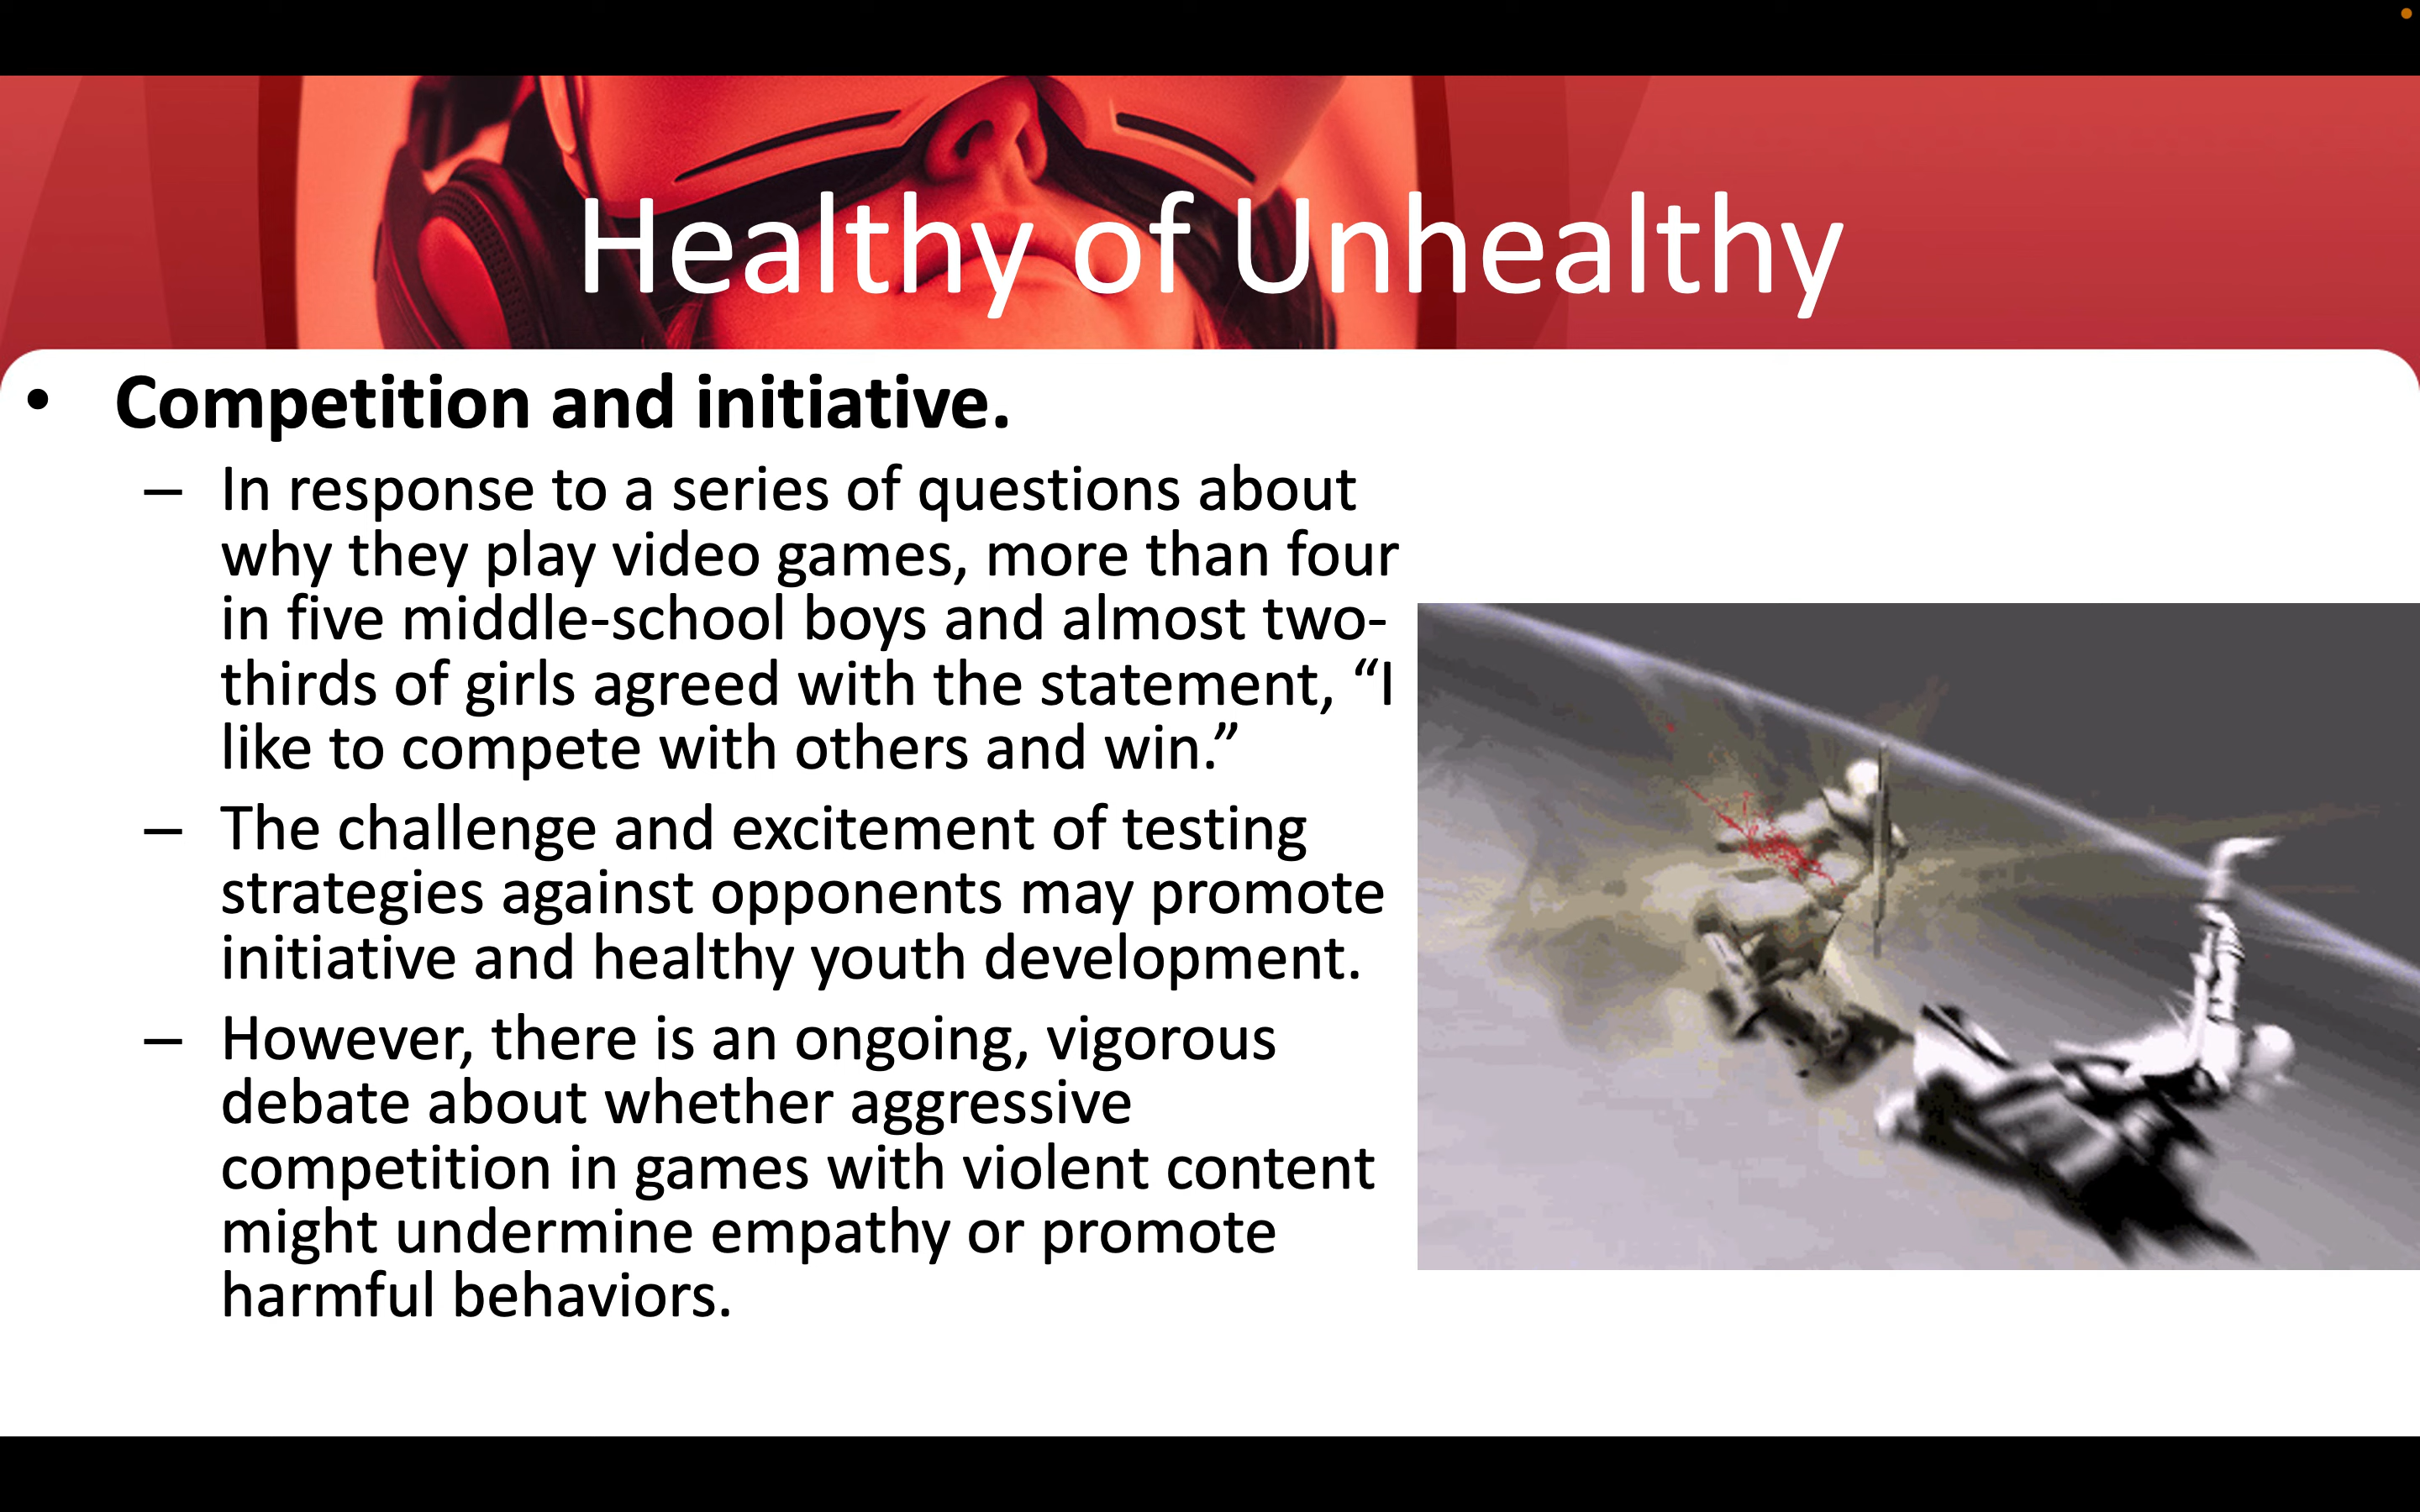 Healthy of Unhealthy
• Competition and initiative.
– In response to a series of questions about
why they play video games, more than four
in five middle-school boys and almost two-
thirds of girls agreed with the statement, “I
like to compete with others and win.”
– The challenge and excitement of testing
strategies against opponents may promote
initiative and healthy youth development.
– However, there is an ongoing, vigorous
debate about whether aggressive
competition in games with violent content
might undermine empathy or promote
harmful behaviors.